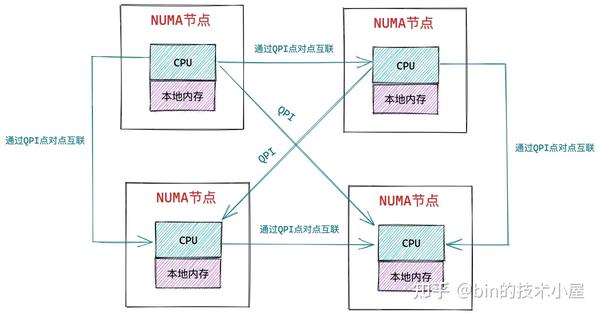 NUMA节点
NUMA节点
CPU
通过QPI点对点互联
CPU
本地内存
本地内存
QPI
通过QPI点对点互联
通过QPI点对点互联
QPI
NUMA节点
NUMA节点
CPU
通过QPI点对点互联
CPU
本地内存
本地内存
知乎 @bin的技术小屋